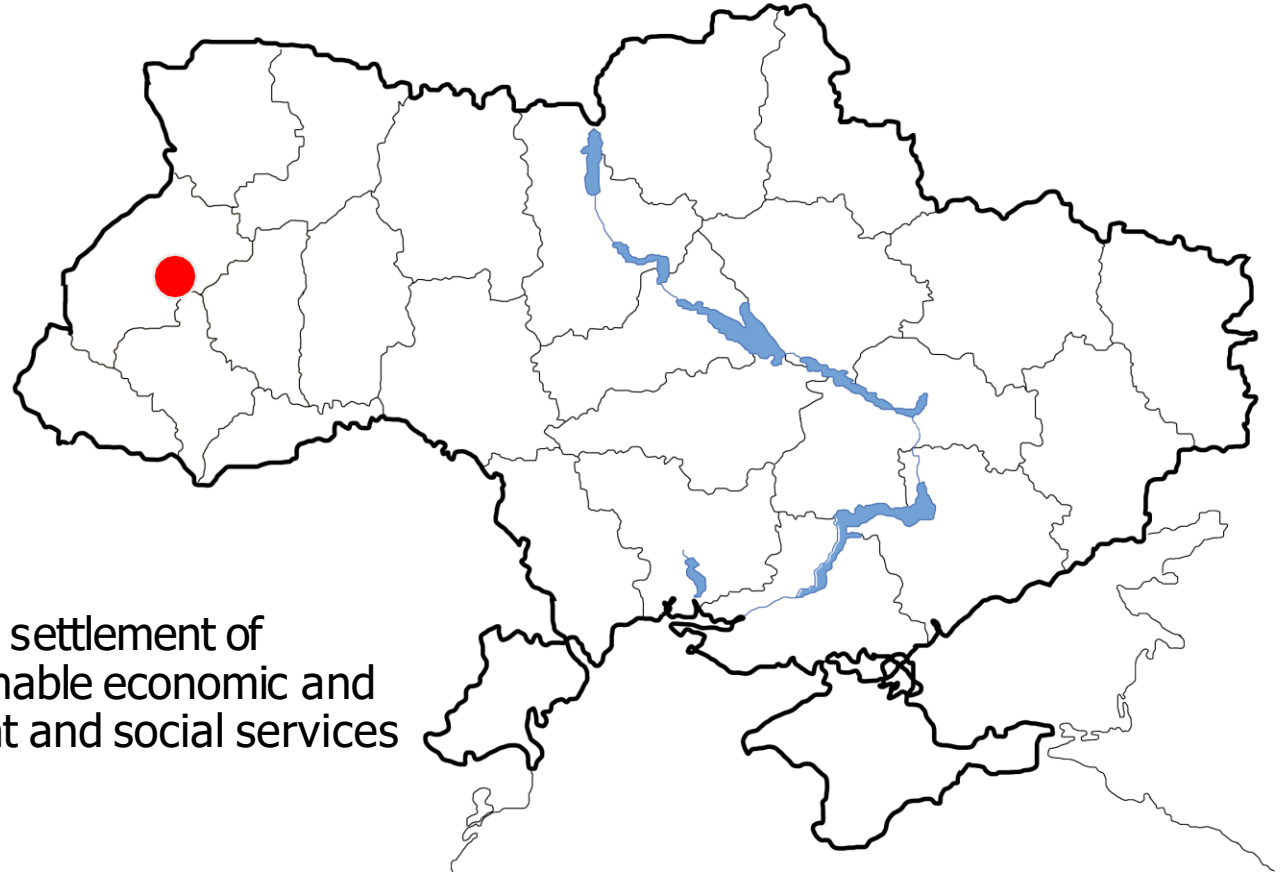 settlement of
nable economic and
t and social services